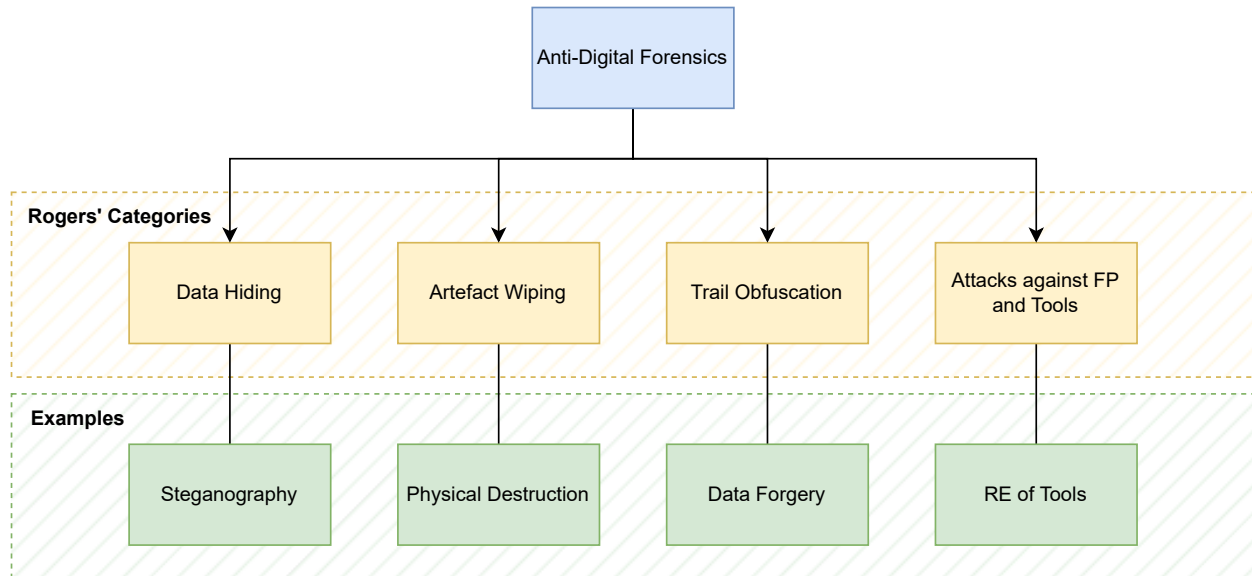 Anti-Digital Forensics
Rogers' Categories
Data Hiding
Artefact Wiping
Trail Obfuscation
Attacks against FP
and Tools
Examples
Steganography
Physical Destruction
Data Forgery
RE of Tools